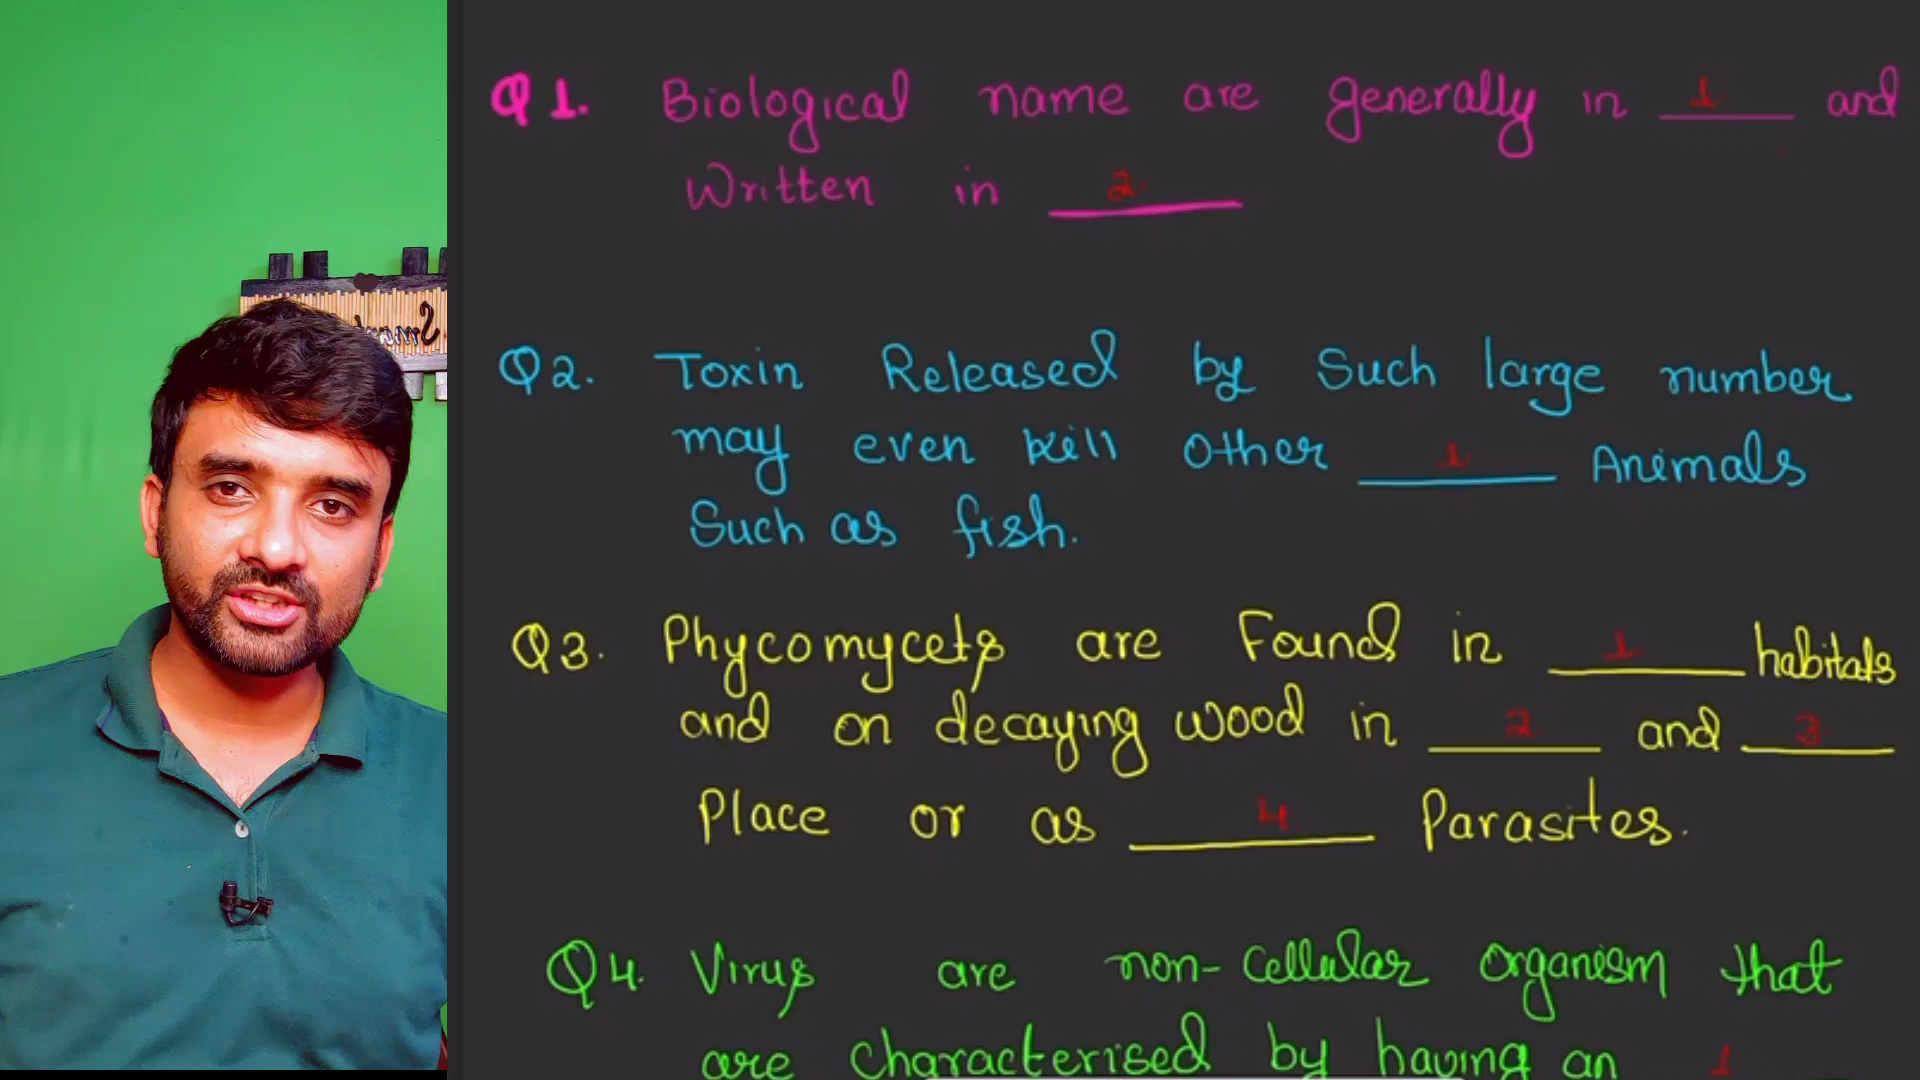 Q1. Biological name are generally in 1 and
Written in 2
Q2. Toxin Released by Such large number
may even kill other 1 Animals
Such as fish.
Q3. Phycomycets are Found in 1 habitats
and on decaying wood in 2 and 3
Place or as 4 Parasites.
Q4. Virus are non-cellular organism that
are characterised by having an 1